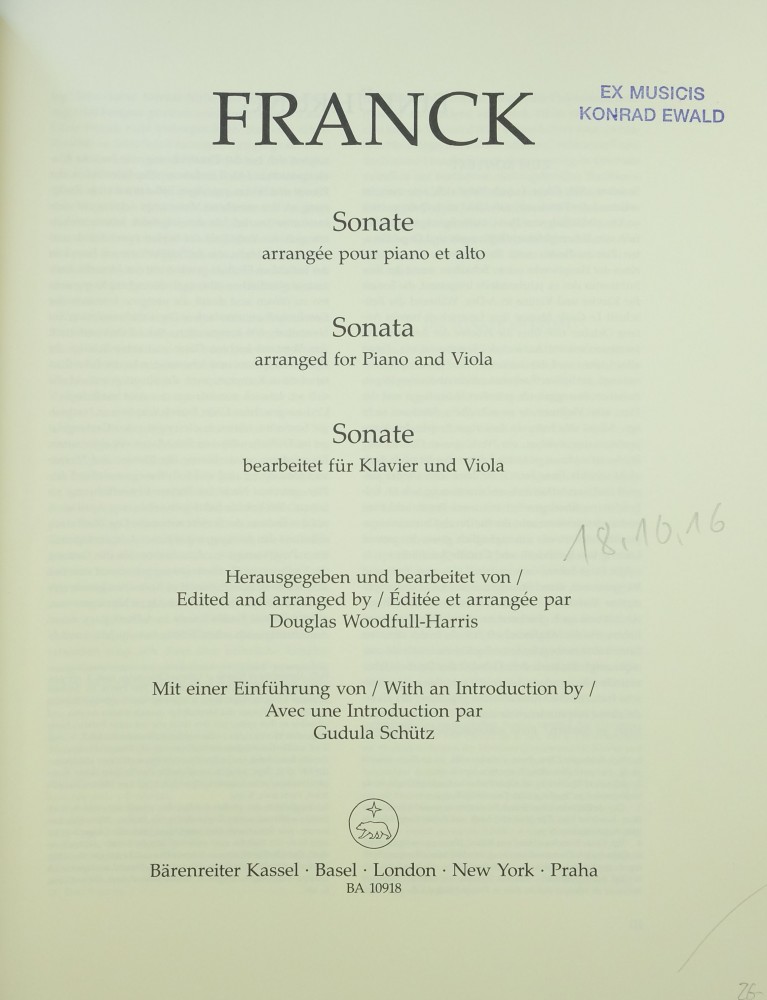 FRANCK
EX MUSICIS
KONRAD EWALD
Sonate
arrangée pour piano et alto
Sonata
arranged for Piano and Viola
Sonate
bearbeitet für Klavier und Viola
18.10.16
Herausgegeben und bearbeitet von /
Edited and arranged by / Éditée et arrangée par
Douglas Woodfull-Harris
Mit einer Einführung von / With an Introduction by /
Avec une Introduction par
Gudula Schütz
Bärenreiter Kassel · Basel · London · New York · Praha
BA 10918
26-